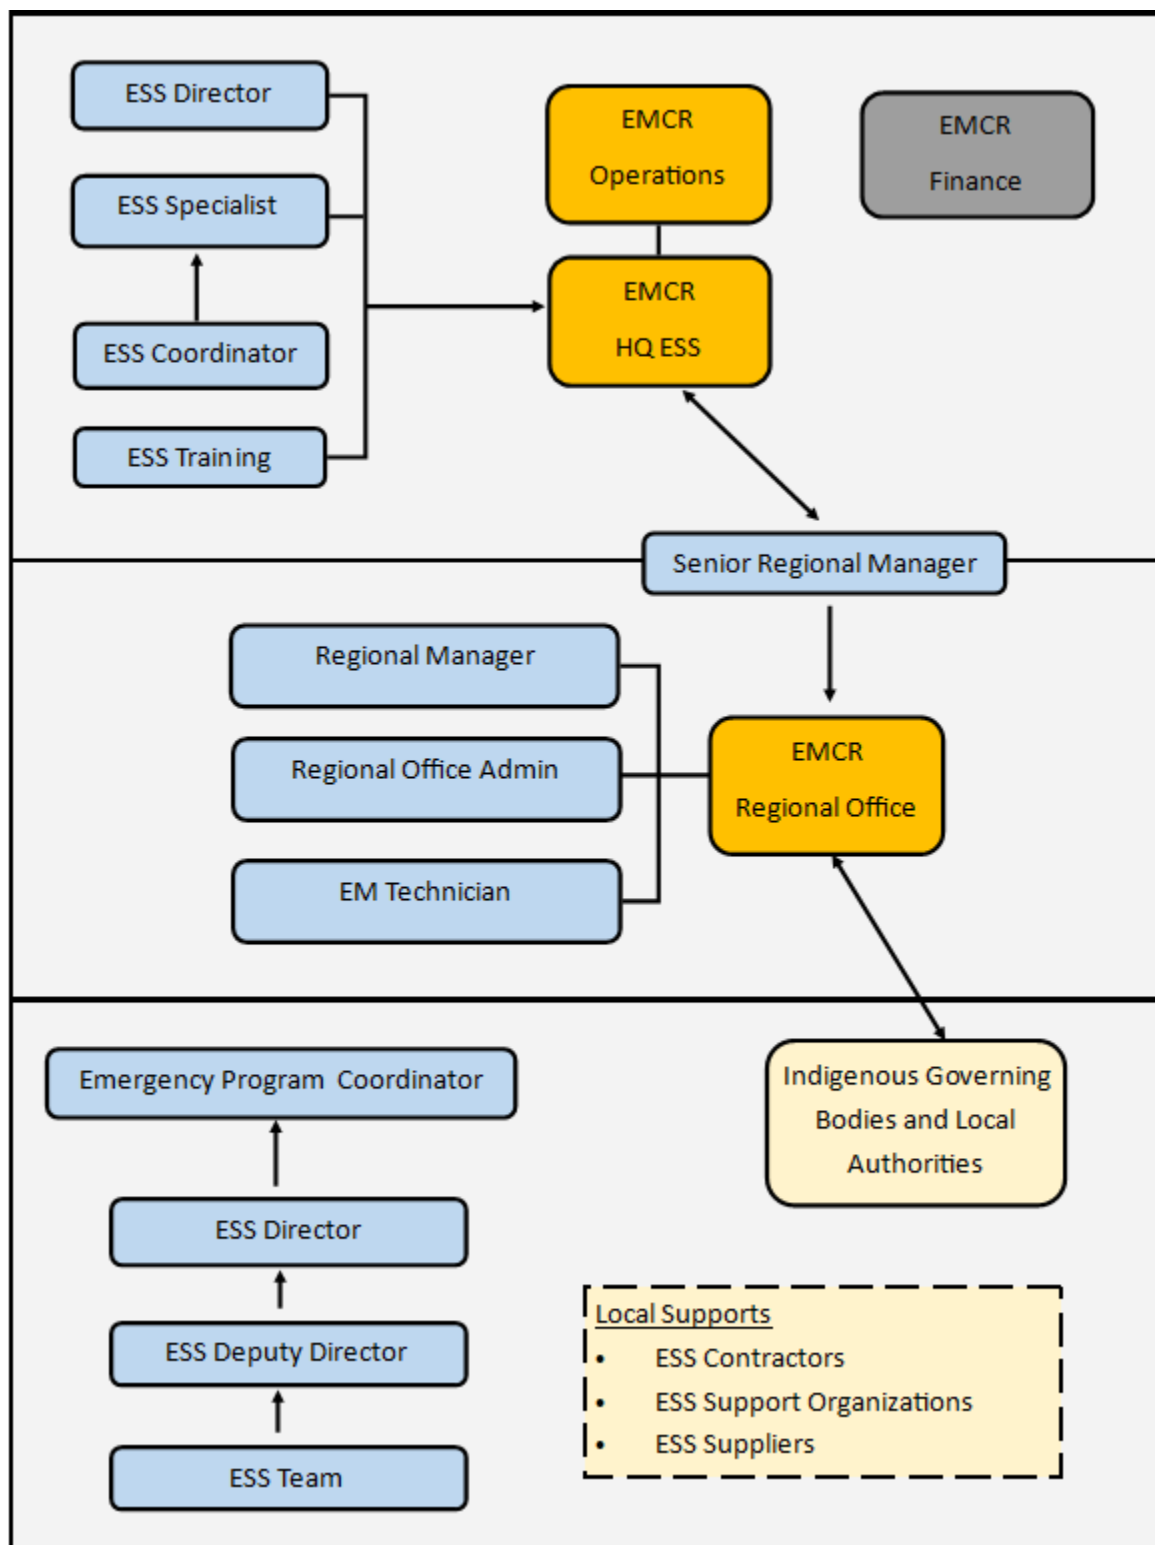 ESS Director
EMCR
Operations
EMCR
Finance
ESS Specialist
EMCR
HQ ESS
ESS Coordinator
ESS Training
Senior Regional Manager
Regional Manager
Regional Office Admin
EMCR
Regional Office
EM Technician
Emergency Program  Coordinator
Indigenous Governing
Bodies and Local
Authorities
ESS Director
ESS Deputy Director
ESS Team
Local Supports
• ESS Contractors
• ESS Support Organizations
• ESS Suppliers